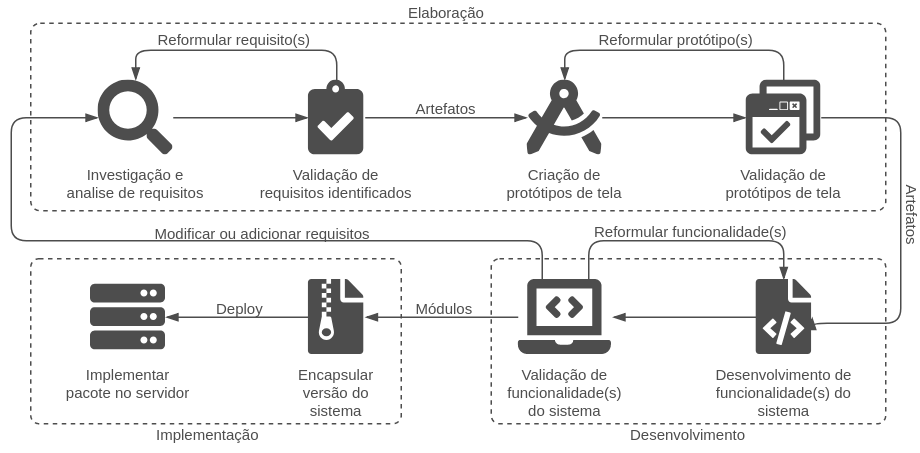 Elaboração
Reformular requisito(s)
Reformular protótipo(s)
Artefatos
Investigação e
analise de requisitos
Validação de
requisitos identificados
Criação de
protótipos de tela
Validação de
protótipos de tela
Artefatos
Modificar ou adicionar requisitos
Reformular funcionalidade(s)
Deploy
Módulos
Implementar
pacote no servidor
Encapsular
versão do
sistema
Validação de
funcionalidade(s)
do sistema
Desenvolvimento de
funcionalidade(s) do
sistema
Implementação
Desenvolvimento